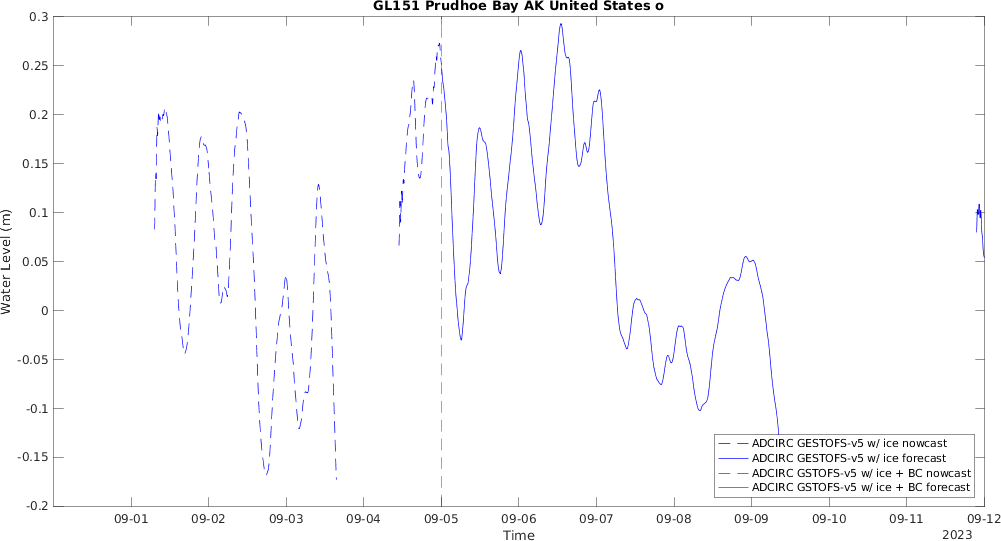 GL151 Prudhoe Bay AK United States o
0.3
0.25
0.2
0.15
0.1
0.05
0
-0.05
-0.1
-0.15
-0.2
Water Level (m)
ADCIRC GESTOFS-v5 w/ ice nowcast
ADCIRC GESTOFS-v5 w/ ice forecast
ADCIRC GSTOFS-v5 w/ ice + BC nowcast
ADCIRC GSTOFS-v5 w/ ice + BC forecast
09-01 09-02 09-03 09-04 09-05 09-06 09-07 09-08 09-09 09-10 09-11 09-12
Time
2023